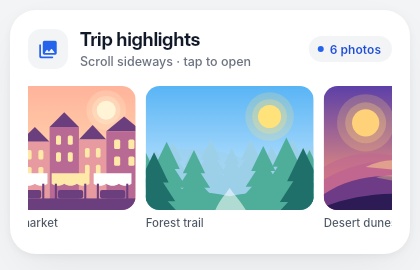 Trip highlights
Scroll sideways · tap to open
6 photos
Forest trail
Desert dune